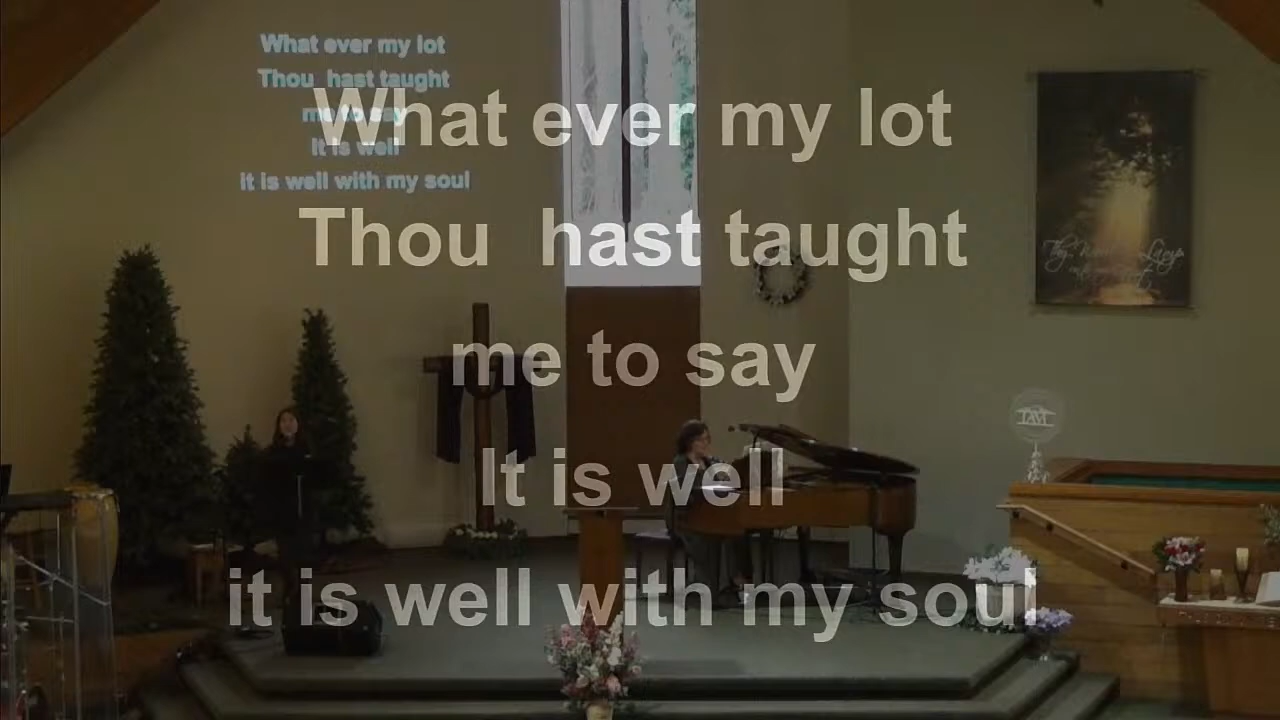 What ever my lot
Thou hast taught
me to say
It is well
it is well with my soul
What ever my lot
Thou hast taught
me to say
It is well
it is well with my soul
Thy